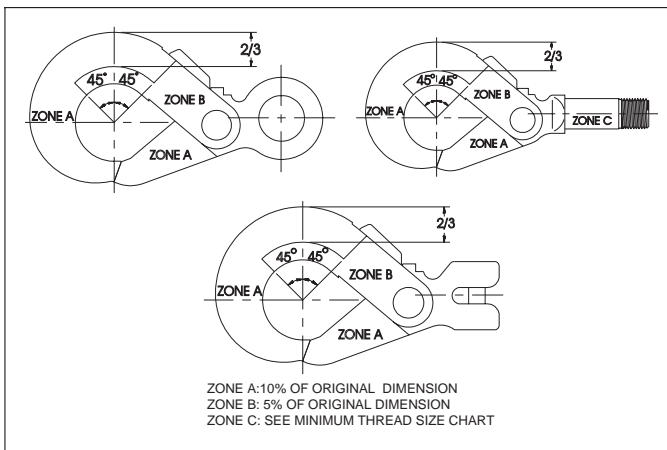 2/3
45° 45°
ZONE B
ZONE A
ZONE A
2/3
45° 45°
ZONE B
ZONE A
ZONE C
ZONE A
2/3
45° 45°
ZONE B
ZONE A
ZONE A
ZONE A:10% OF ORIGINAL DIMENSION
ZONE B: 5% OF ORIGINAL DIMENSION
ZONE C: SEE MINIMUM THREAD SIZE CHART